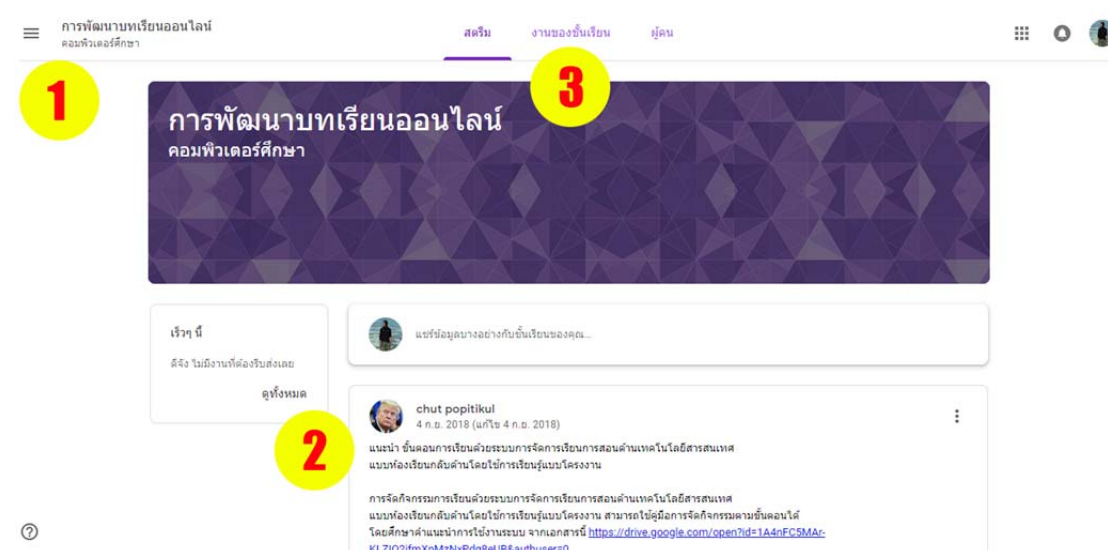 การพัฒนาบทเรียนออนไลน์
คอมพิวเตอร์ศึกษา
สตรีม งานของชั้นเรียน ผู้คน
1
3
การพัฒนาบทเรียนออนไลน์
คอมพิวเตอร์ศึกษา
เร็วๆ นี้
ดีจัง ไม่มีงานที่ต้องรีบส่งเลย
ดูทั้งหมด
แชร์ข้อมูลบางอย่างกับชั้นเรียนของคุณ...
2
chut popitikul
4 ก.ย. 2018 (แก้ไข 4 ก.ย. 2018)
แนะนำ ขั้นตอนการเรียนด้วยระบบการจัดการเรียนการสอนด้านเทคโนโลยีสารสนเทศ
แบบห้องเรียนกลับด้านโดยใช้การเรียนรู้แบบโครงงาน
การจัดกิจกรรมการเรียนด้วยระบบการจัดการเรียนการสอนด้านเทคโนโลยีสารสนเทศ
แบบห้องเรียนกลับด้านโดยใช้การเรียนรู้แบบโครงงาน สามารถใช้คู่มือการจัดกิจกรรมตามขั้นตอนได้
โดยศึกษาคำแนะนำการใช้งานระบบ จากเอกสารนี้ https://drive.google.com/open?id=1A4nFC5MAr-